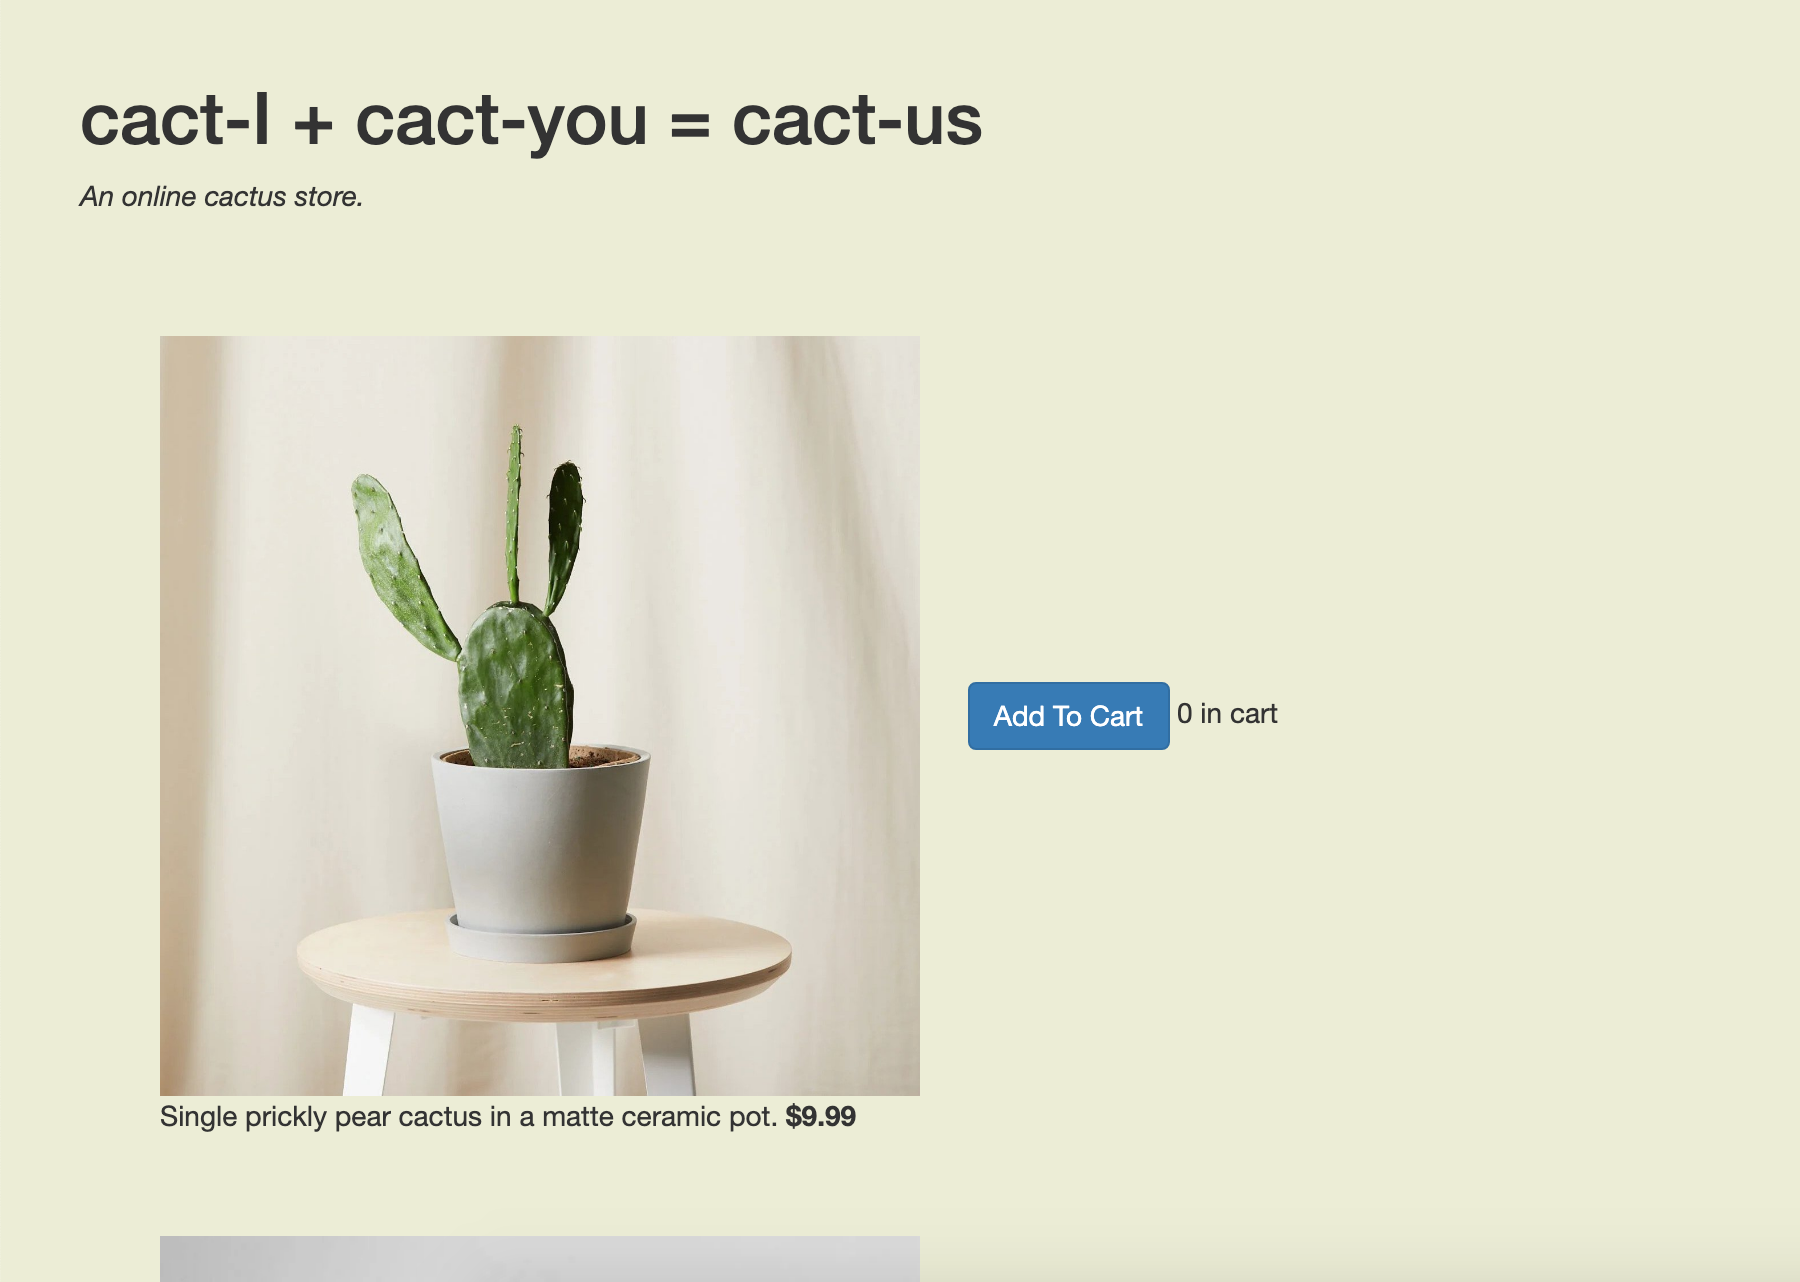 cact-I + cact-you = cact-us
An online cactus store.
Add To Cart 0 in cart
Single prickly pear cactus in a matte ceramic pot. $9.99